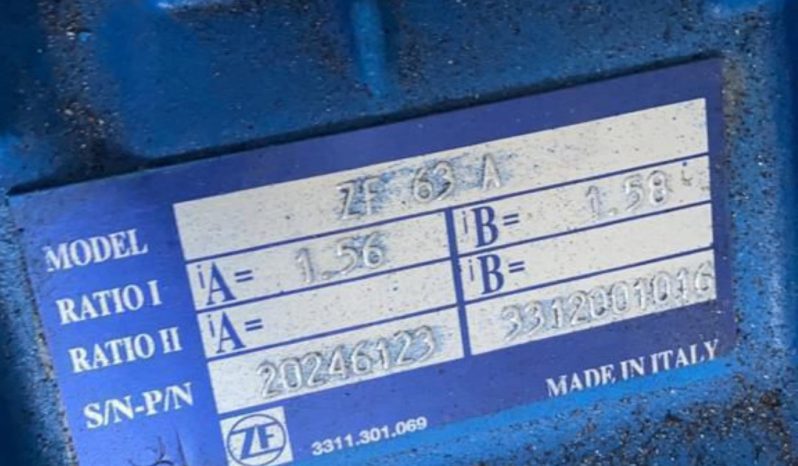 MODEL ZF 63 A
RATIO I iA= 1.56 iB= 1.58
RATIO II iA= iB=
S/N-P/N 20246123 3312001016
ZF 3311.301.069 MADE IN ITALY